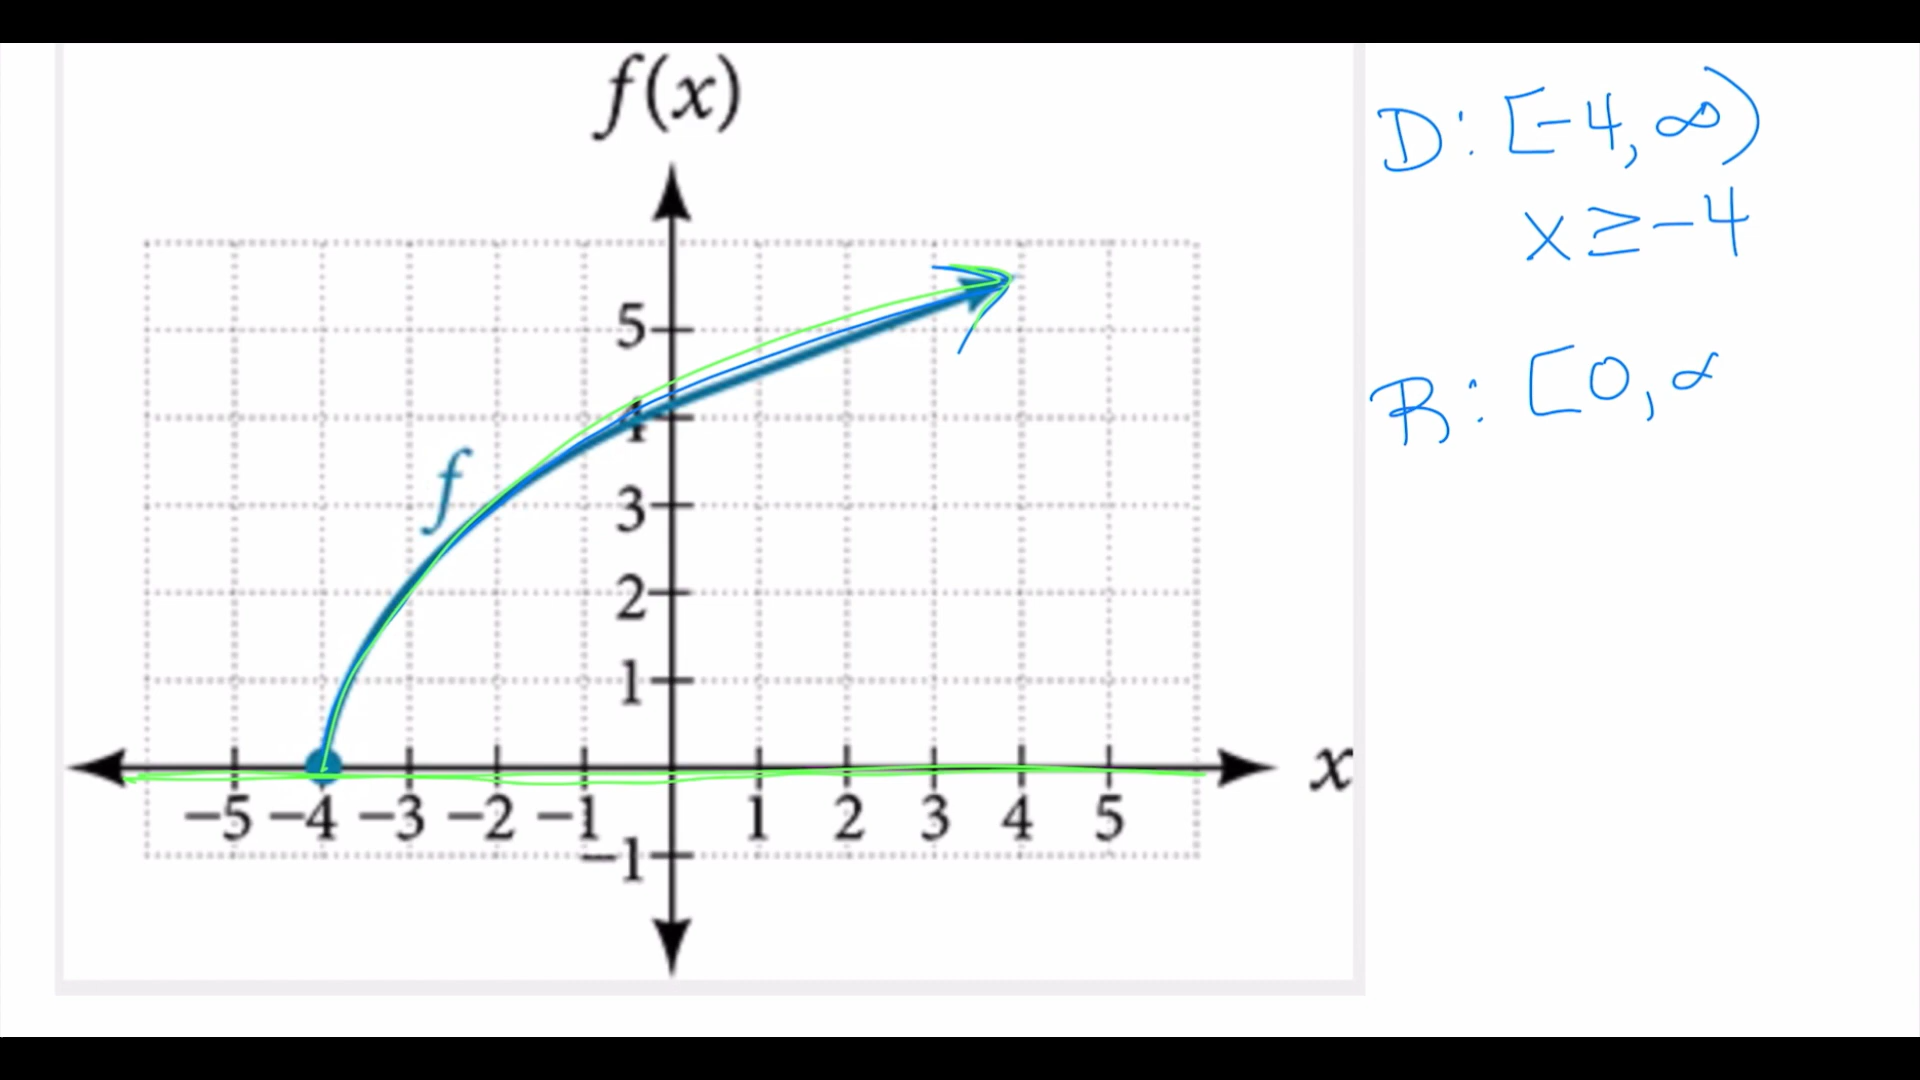 f(x)
D: [-4, ∞)
x ≥ -4
5
R: [0, ∝
4
f
3
2
1
x
−5 −4 −3 −2 −1 1 2 3 4 5
−1